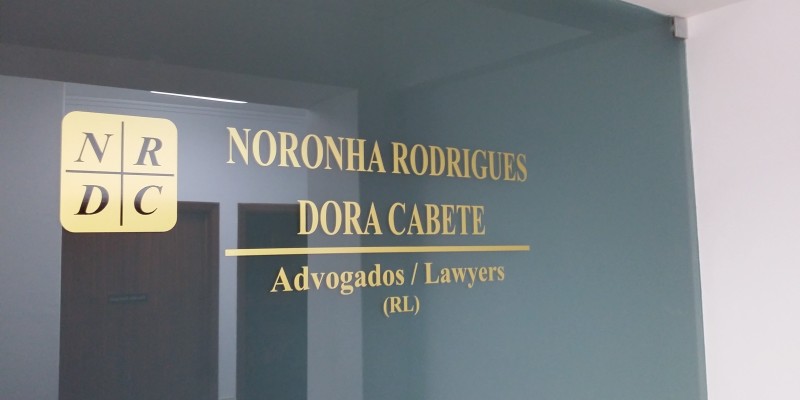 N R
D C
NORONHA RODRIGUES
DORA CABETE
Advogados / Lawyers
(RL)